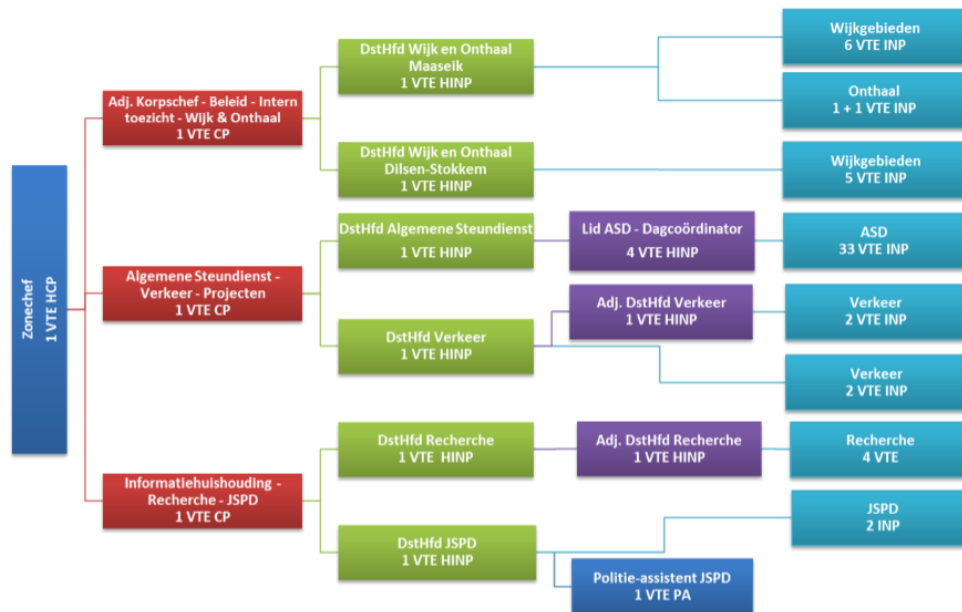 Zonechef
1 VTE HCP
Adj. Korpschef - Beleid - Intern
toezicht - Wijk & Onthaal
1 VTE CP
DstHfd Wijk en Onthaal
Maaseik
1 VTE HINP
Wijkgebieden
6 VTE INP
Onthaal
1 + 1 VTE INP
DstHfd Wijk en Onthaal
Dilsen-Stokkem
1 VTE HINP
Wijkgebieden
5 VTE INP
Algemene Steundienst -
Verkeer - Projecten
1 VTE CP
DstHfd Algemene Steundienst
1 VTE HINP
Lid ASD - Dagcoördinator
4 VTE HINP
ASD
33 VTE INP
DstHfd Verkeer
1 VTE HINP
Adj. DstHfd Verkeer
1 VTE HINP
Verkeer
2 VTE INP
Verkeer
2 VTE INP
Informatiehuishouding -
Recherche - JSPD
1 VTE CP
DstHfd Recherche
1 VTE HINP
Adj. DstHfd Recherche
1 VTE HINP
Recherche
4 VTE
DstHfd JSPD
1 VTE HINP
JSPD
2 INP
Politie-assistent JSPD
1 VTE PA